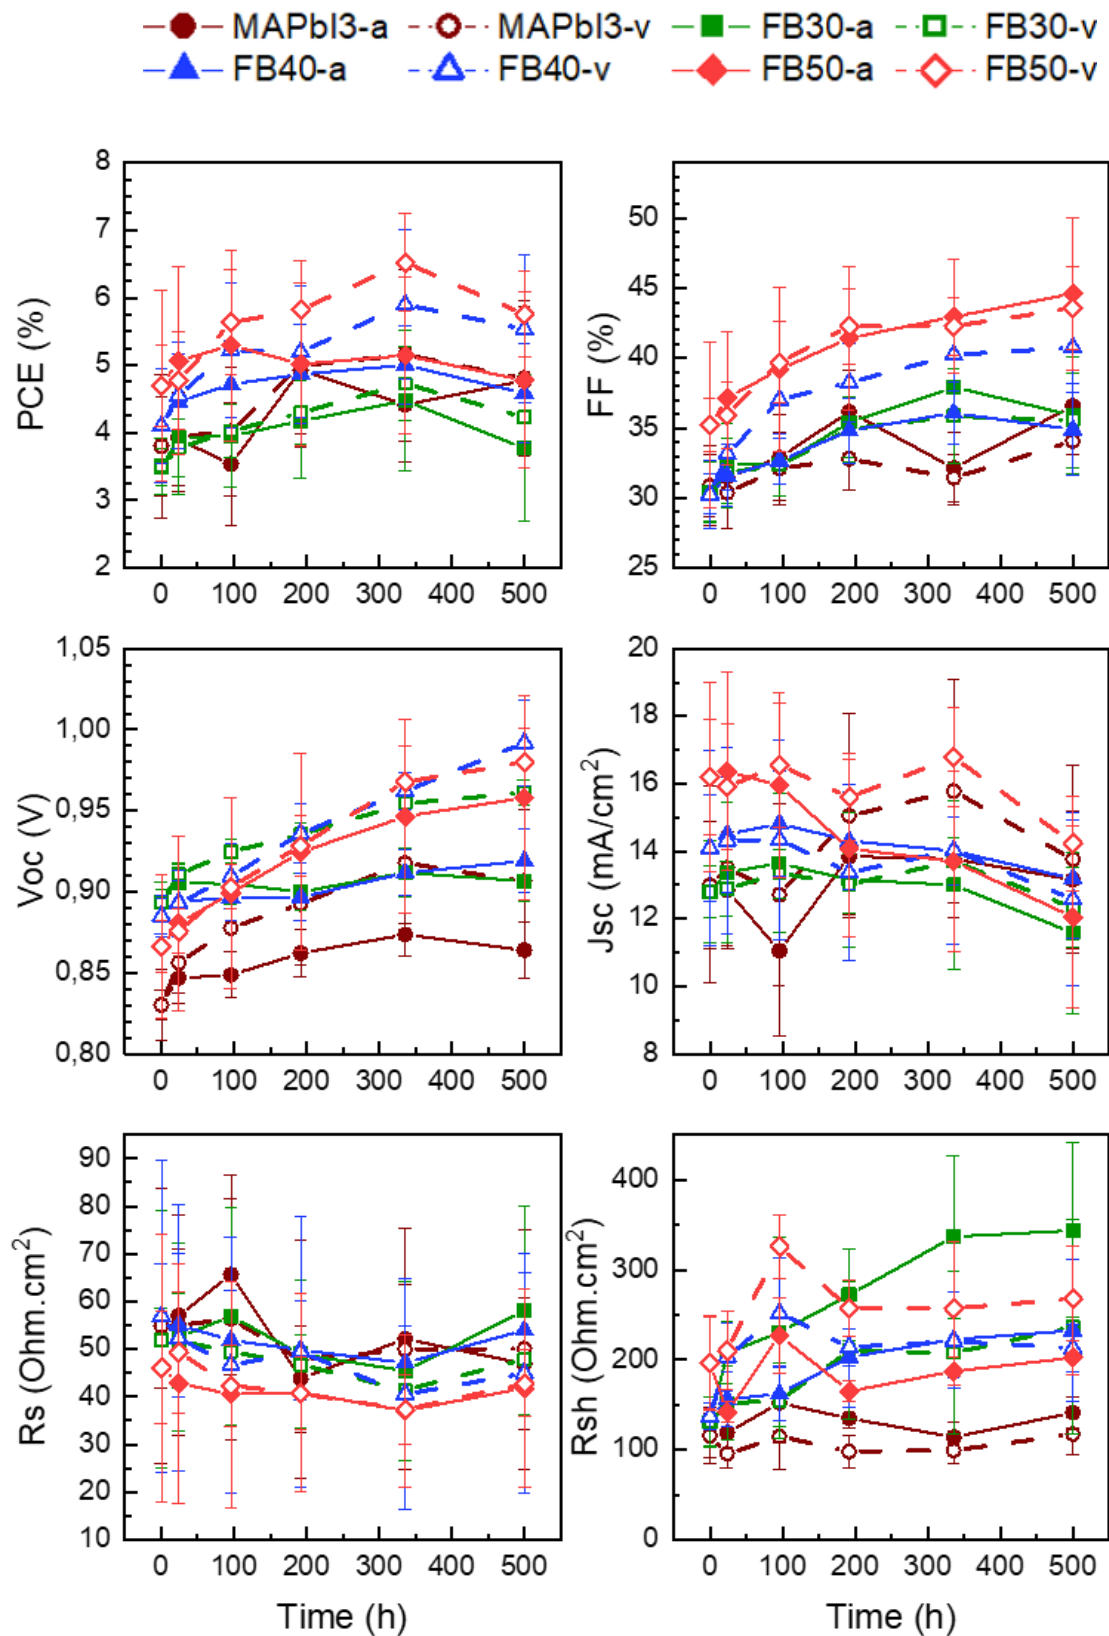 MAPbI3-a MAPbI3-v FB30-a FB30-v
FB40-a FB40-v FB50-a FB50-v
PCE (%)
8
7
6
5
4
3
2
0 100 200 300 400 500
FF (%)
50
45
40
35
30
25
0 100 200 300 400 500
Voc (V)
1,05
1,00
0,95
0,90
0,85
0,80
0 100 200 300 400 500
Jsc (mA/cm²)
20
18
16
14
12
10
8
0 100 200 300 400 500
Rs (Ohm.cm²)
90
80
70
60
50
40
30
20
10
0 100 200 300 400 500
Time (h)
Rsh (Ohm.cm²)
400
300
200
100
0
0 100 200 300 400 500
Time (h)